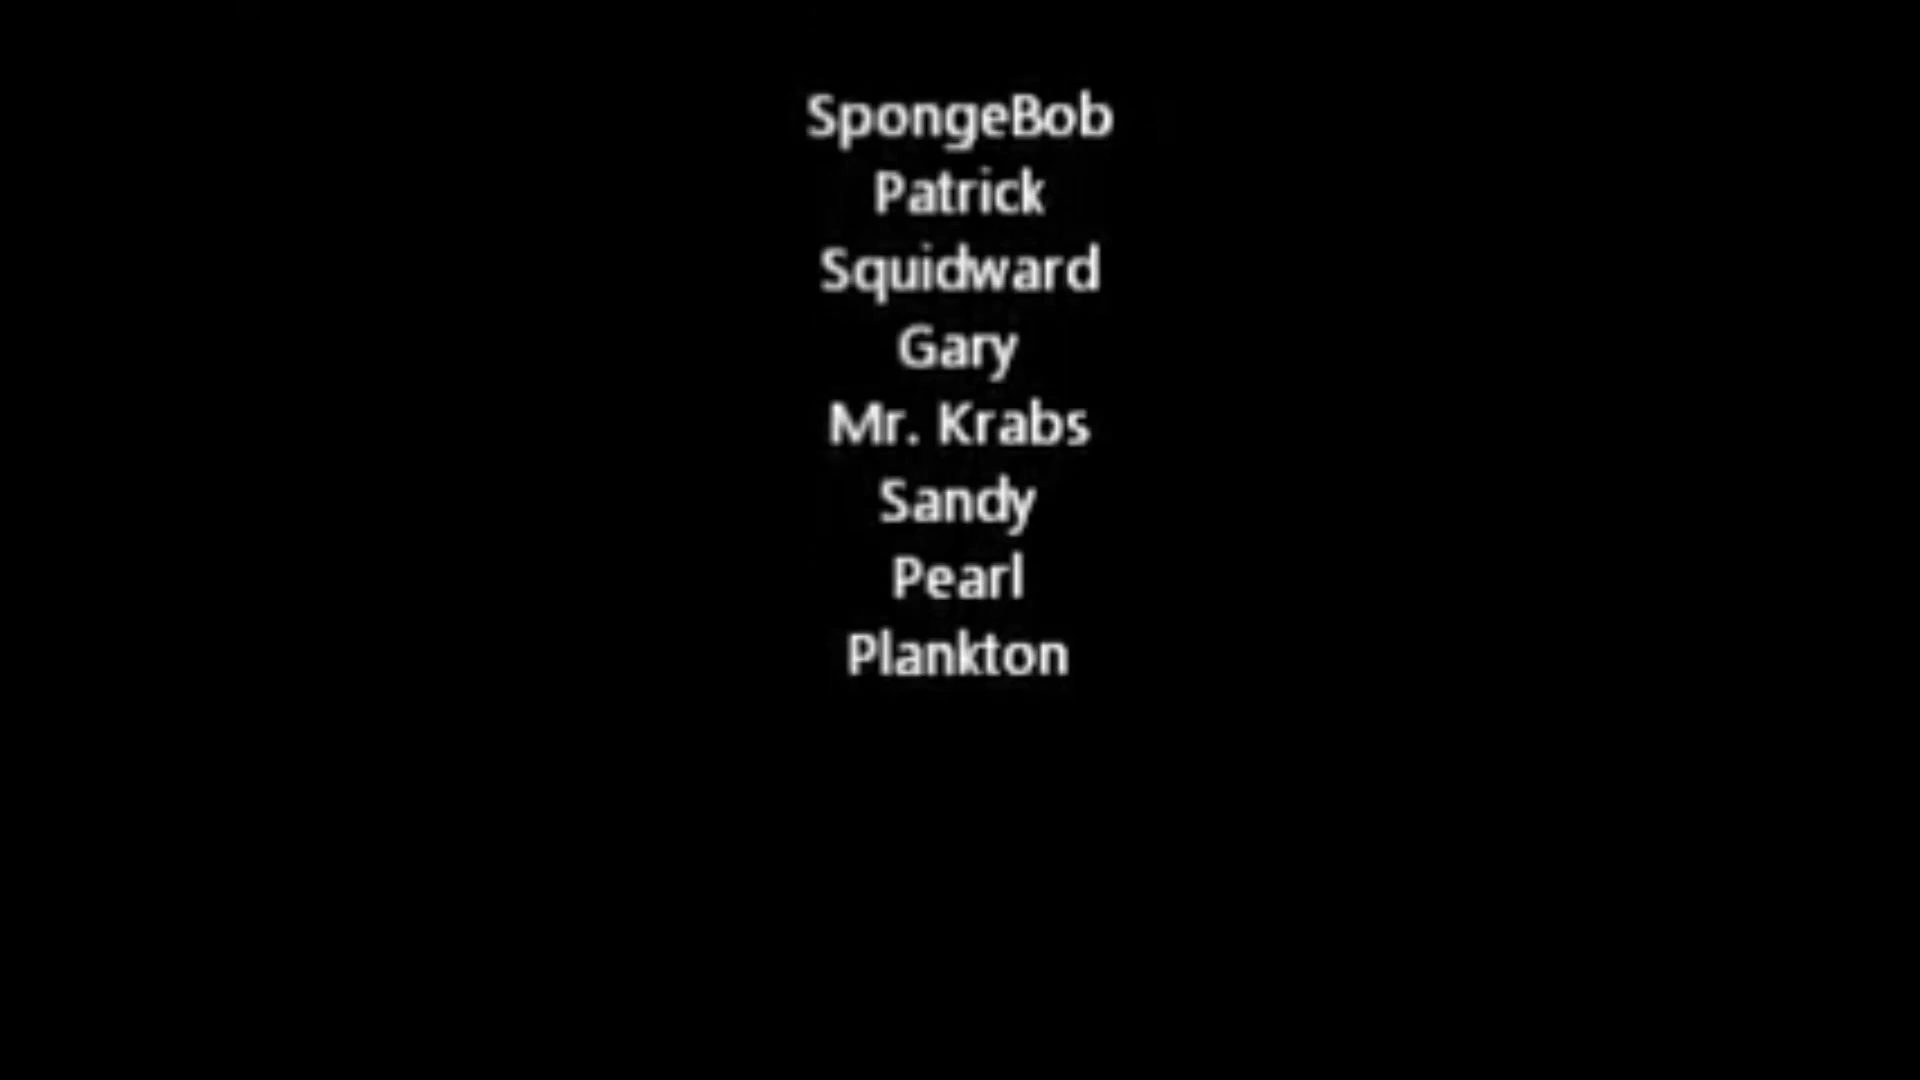 SpongeBob
Patrick
Squidward
Gary
Mr. Krabs
Sandy
Pearl
Plankton